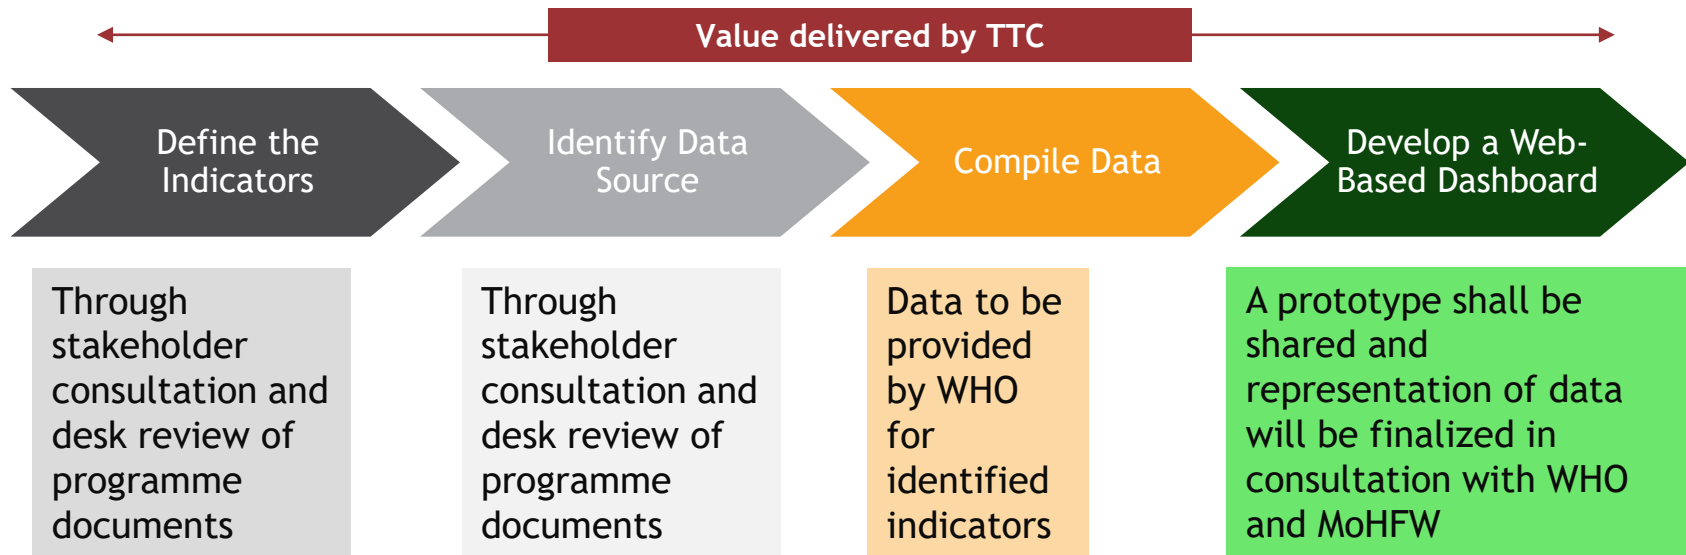 Value delivered by TTC
Define the
Indicators
Identify Data
Source
Compile Data
Develop a Web-
Based Dashboard
Through
stakeholder
consultation and
desk review of
programme
documents
Through
stakeholder
consultation and
desk review of
programme
documents
Data to be
provided
by WHO
for
identified
indicators
A prototype shall be
shared and
representation of data
will be finalized in
consultation with WHO
and MoHFW